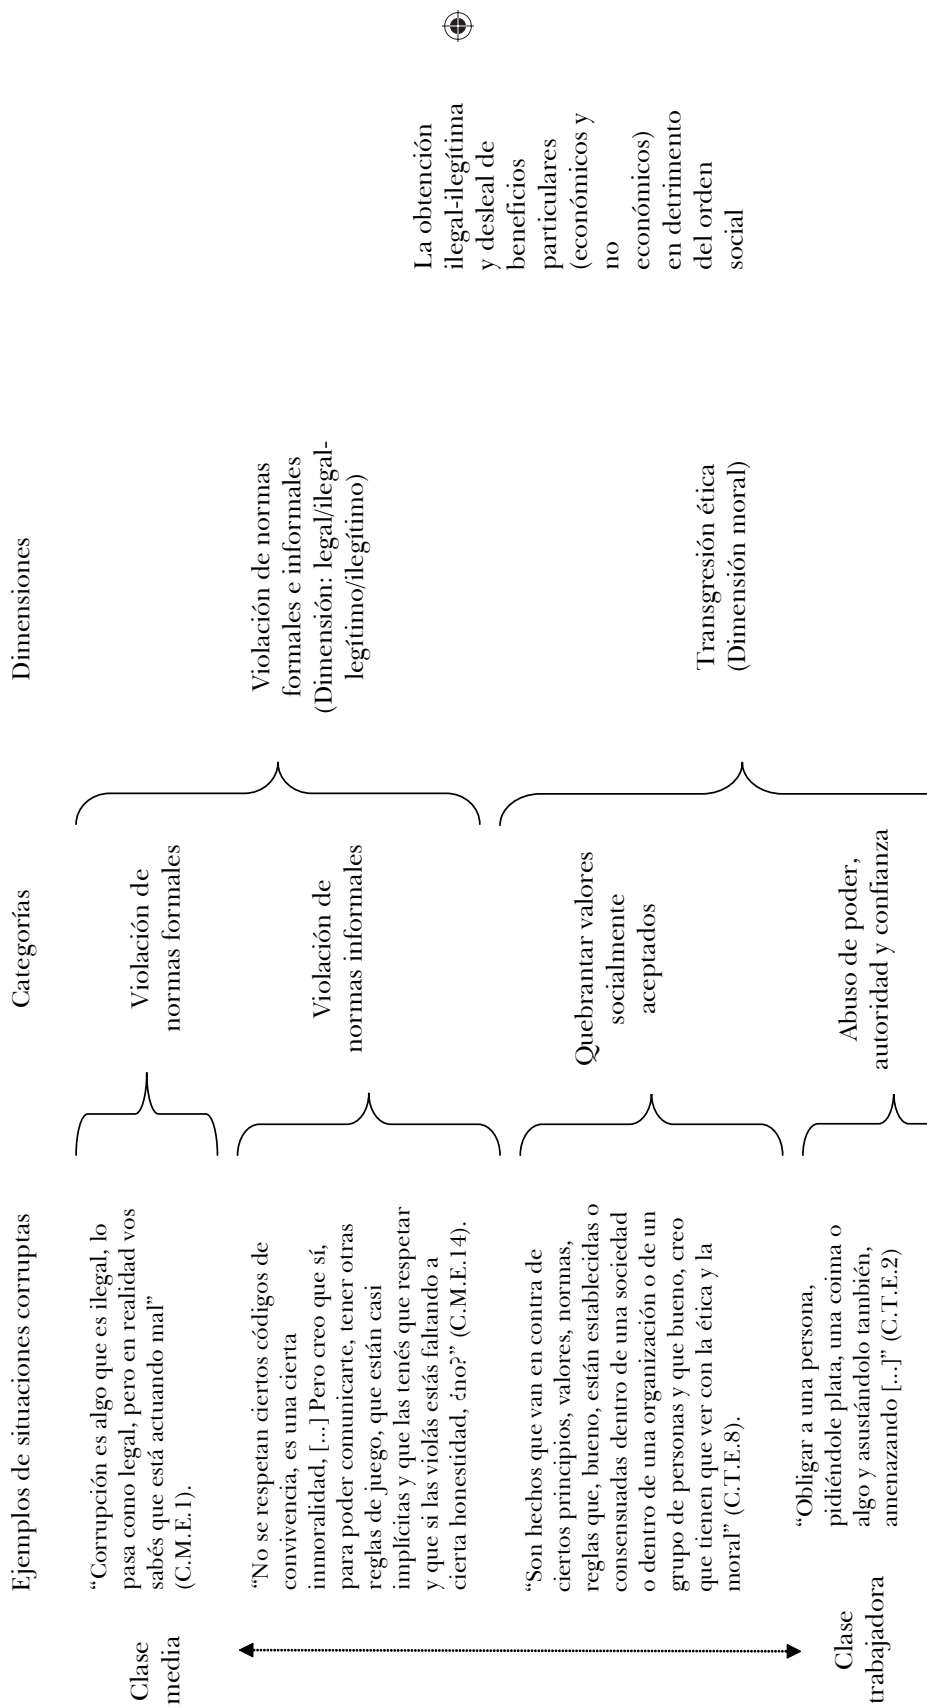 Ejemplos de situaciones corruptas
Categorías
Dimensiones
Clase
media
“Corrupción es algo que es ilegal, lo
pasa como legal, pero en realidad vos
sabés que está actuando mal”
(C.M.E.1).
Violación de
normas formales
“No se respetan ciertos códigos de
convivencia, es una cierta
inmoralidad, [...] Pero creo que sí,
para poder comunicarte, tener otras
reglas de juego, que están casi
implícitas y que las tenés que respetar
y que si las violás estás faltando a
cierta honestidad, ¿no?” (C.M.E.14).
Violación de
normas informales
Violación de normas
formales e informales
(Dimensión: legal/ilegal-
legítimo/ilegítimo)
“Son hechos que van en contra de
ciertos principios, valores, normas,
reglas que, bueno, están establecidas o
consensuadas dentro de una sociedad
o dentro de una organización o de un
grupo de personas y que bueno, creo
que tienen que ver con la ética y la
moral” (C.T.E.8).
Quebrantar valores
socialmente
aceptados
Clase
trabajadora
“Obligar a una persona,
pidiéndole plata, una coima o
algo y asustándolo también,
amenazando [...]” (C.T.E.2)
Abuso de poder,
autoridad y confianza
Transgresión ética
(Dimensión moral)
La obtención
ilegal-ilegítima
y desleal de
beneficios
particulares
(económicos y
no
económicos)
en detrimento
del orden
social